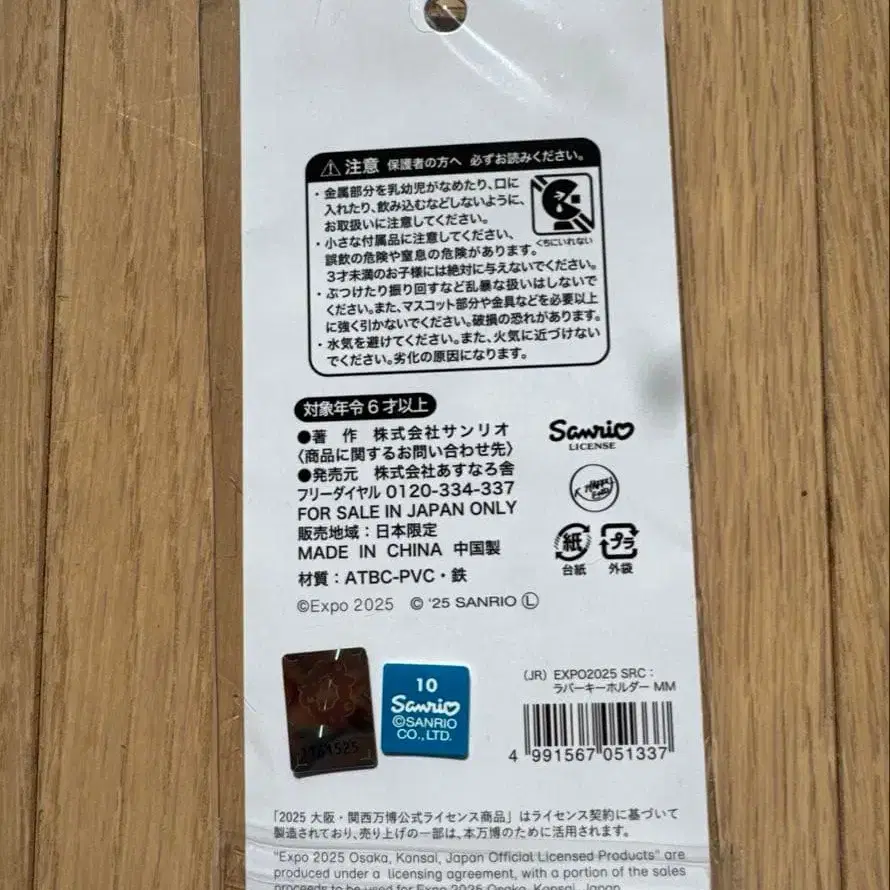 ⚠注意 保護者の方へ 必ずお読みください。
・金属部分を乳幼児がなめたり、口に
入れたり、飲み込むなどしないように、
お取扱いに注意してください。
・小さな付属品に注意してください、
誤飲の危険や窒息の危険があります。
くちにいれない
3才未満のお子様には絶対に与えないでください。
・ぶつけたり振り回すなど乱暴な扱いはしないで
ください。また、マスコット部分や金具などを必要以上
に強く引かないでください。破損の恐れがあります。
・水気を避けてください。また、火気に近づけない
でください。劣化の原因になります。
対象年令6才以上
●著 作 株式会社サンリオ
〈商品に関するお問い合わせ先〉
●発売元 株式会社あすなろ舎
フリーダイヤル 0120-334-337
FOR SALE IN JAPAN ONLY
販売地域：日本限定
MADE IN CHINA 中国製
材質：ATBC-PVC・鉄
©Expo 2025 © '25 SANRIO Ⓛ
Sanrio
LICENSE
紙
台紙
プラ
外袋
10
Sanrio
©SANRIO
CO., LTD.
(JR) EXPO2025 SRC：
ラバーキーホルダー MM
4 991567 051337
「2025 大阪・関西万博公式ライセンス商品」はライセンス契約に基づいて
製造されており、売り上げの一部は、本万博のために活用されます。
"Expo 2025 Osaka, Kansai, Japan Official Licensed Products" are
produced under a licensing agreement, with a portion of the sales
proceeds to be used for Expo 2025 Osaka, Kansai, Japan.